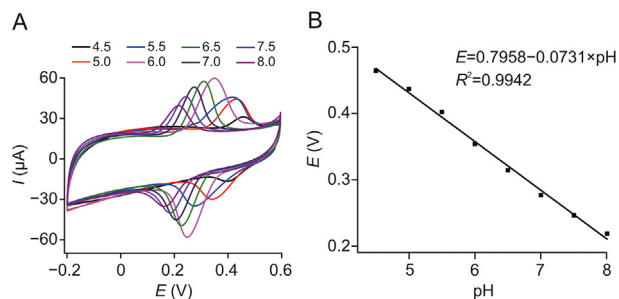 A
4.5 5.5 6.5 7.5
5.0 6.0 7.0 8.0
60
30
0
−30
−60
I (μA)
−0.2 0 0.2 0.4 0.6
E (V)
B
E=0.7958−0.0731×pH
R²=0.9942
0.5
0.4
0.3
0.2
E (V)
5 6 7 8
pH